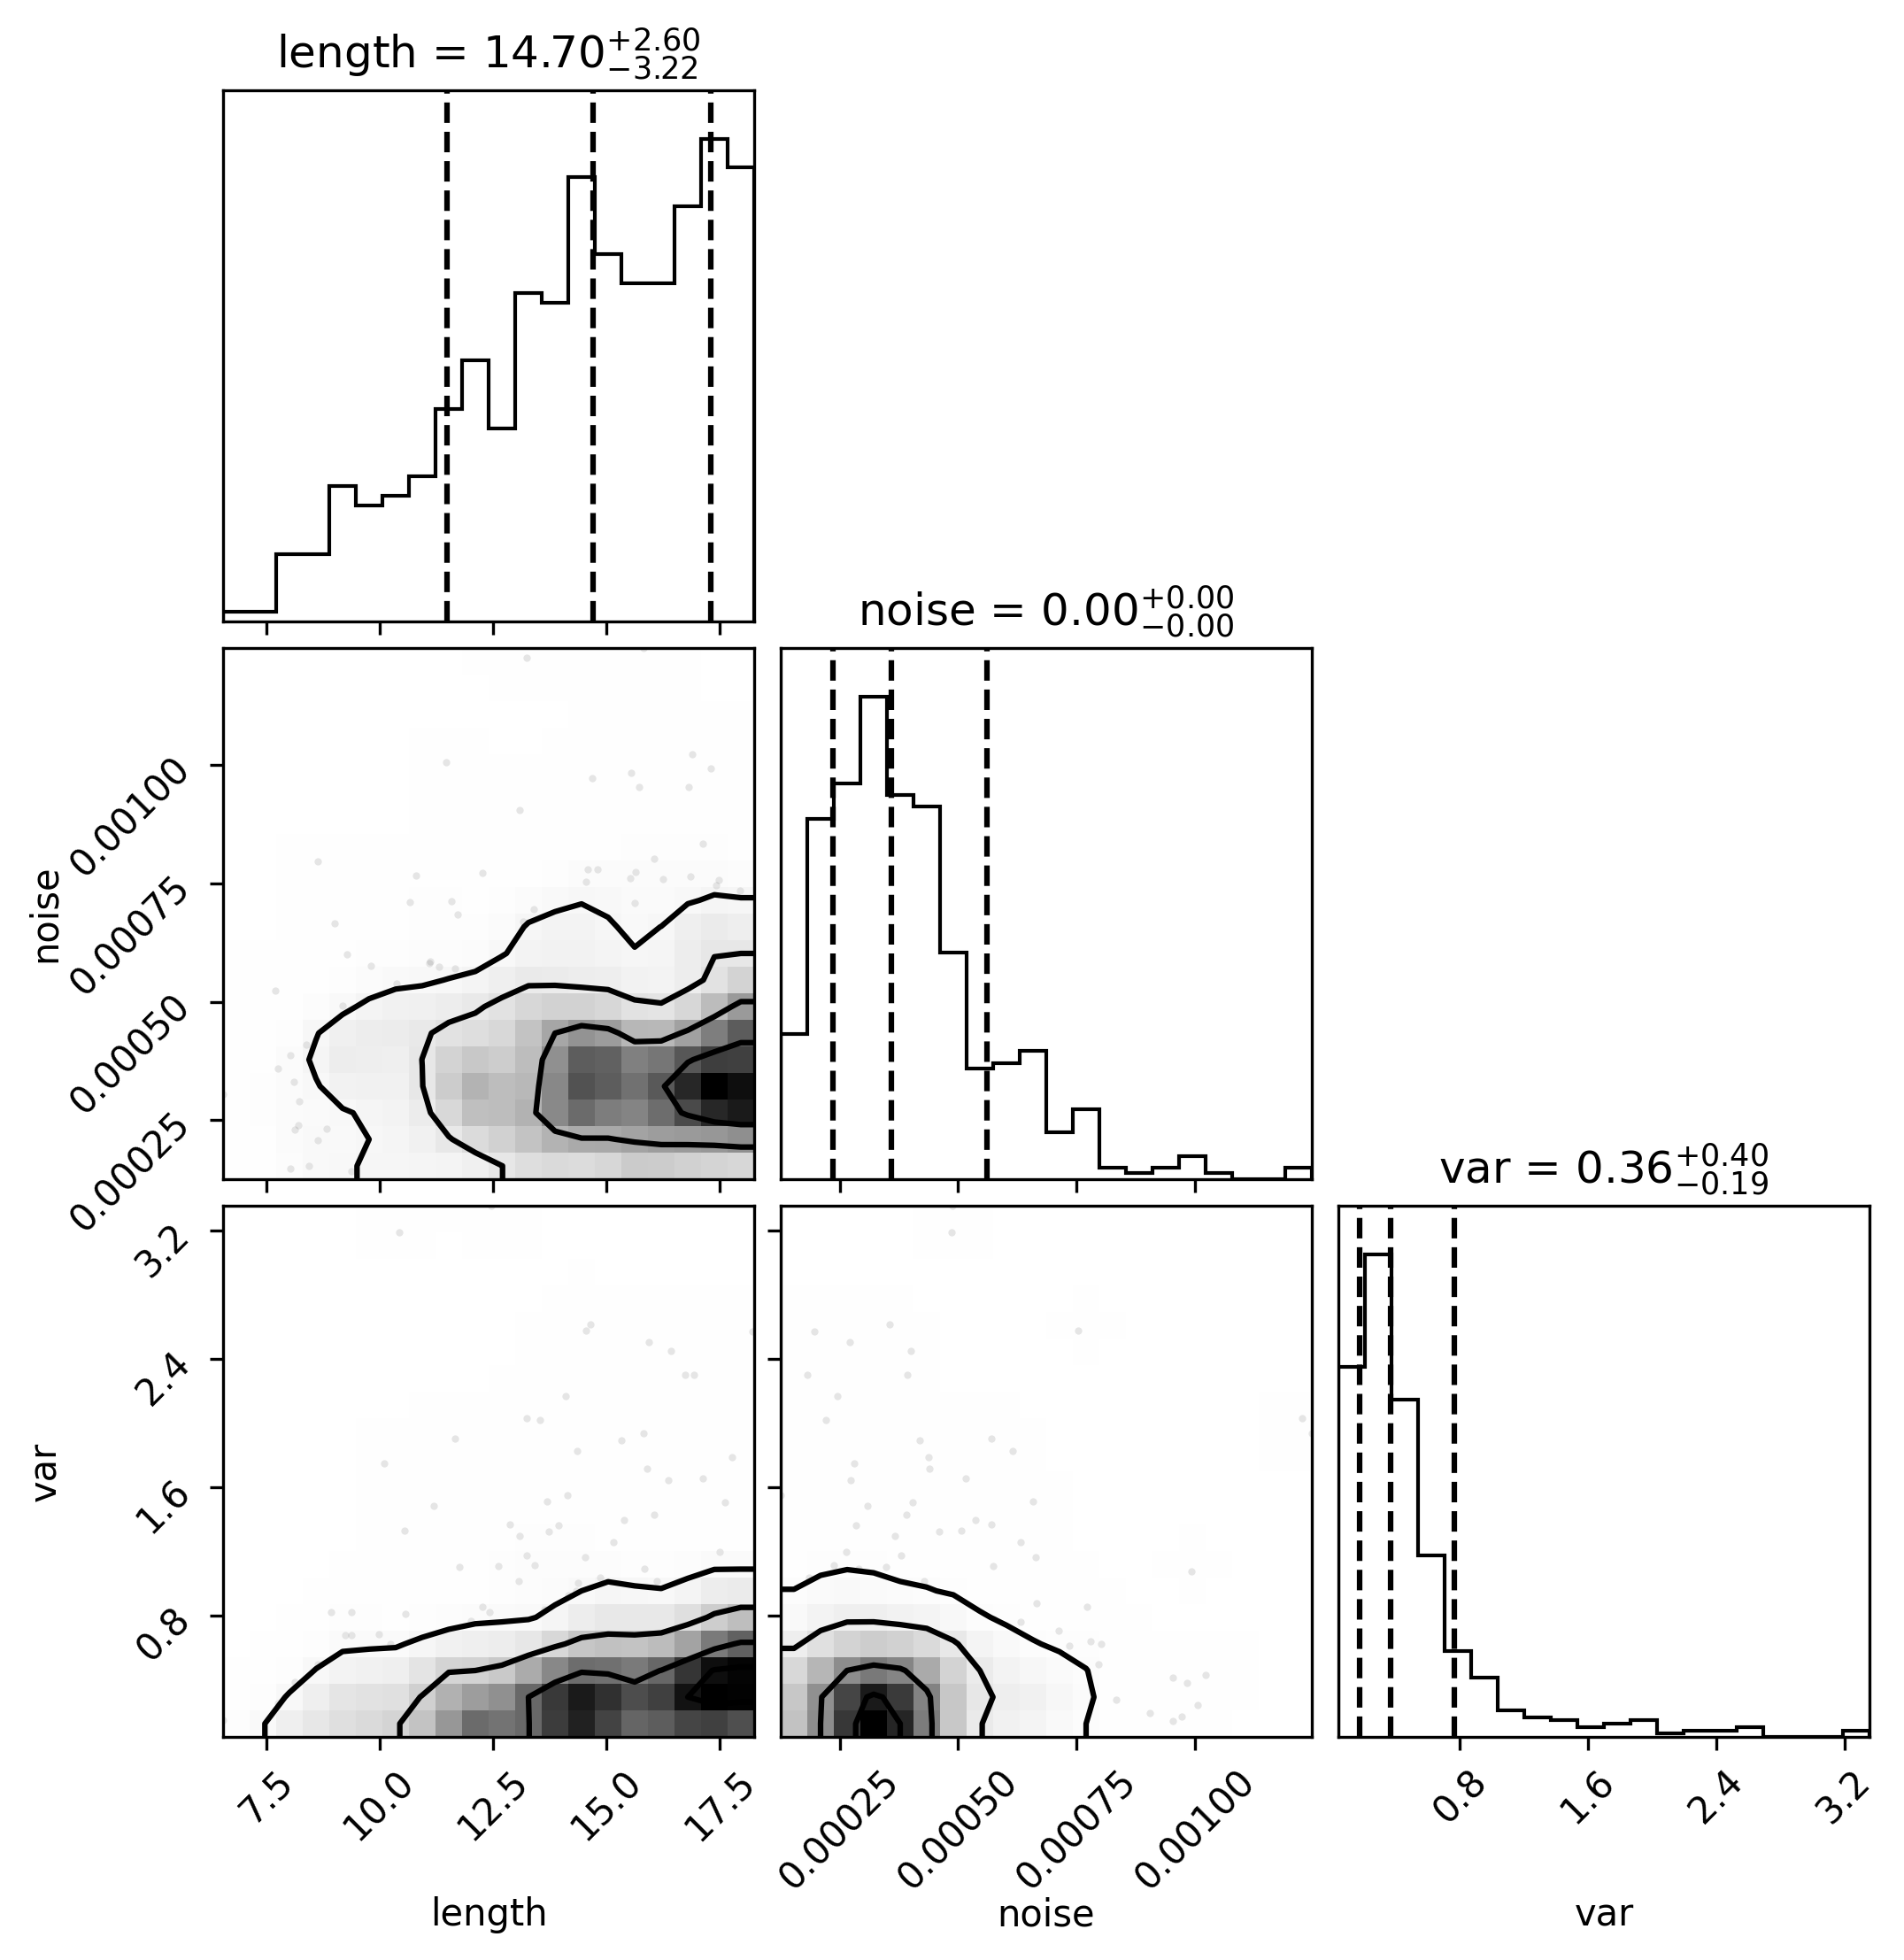 length = 14.70 +2.60 −3.22
noise = 0.00 +0.00 −0.00
noise
0.00100
0.00075
0.00050
0.00025
var = 0.36 +0.40 −0.19
var
3.2
2.4
1.6
0.8
7.5 10.0 12.5 15.0 17.5 0.00025 0.00050 0.00075 0.00100 0.8 1.6 2.4 3.2
length noise var